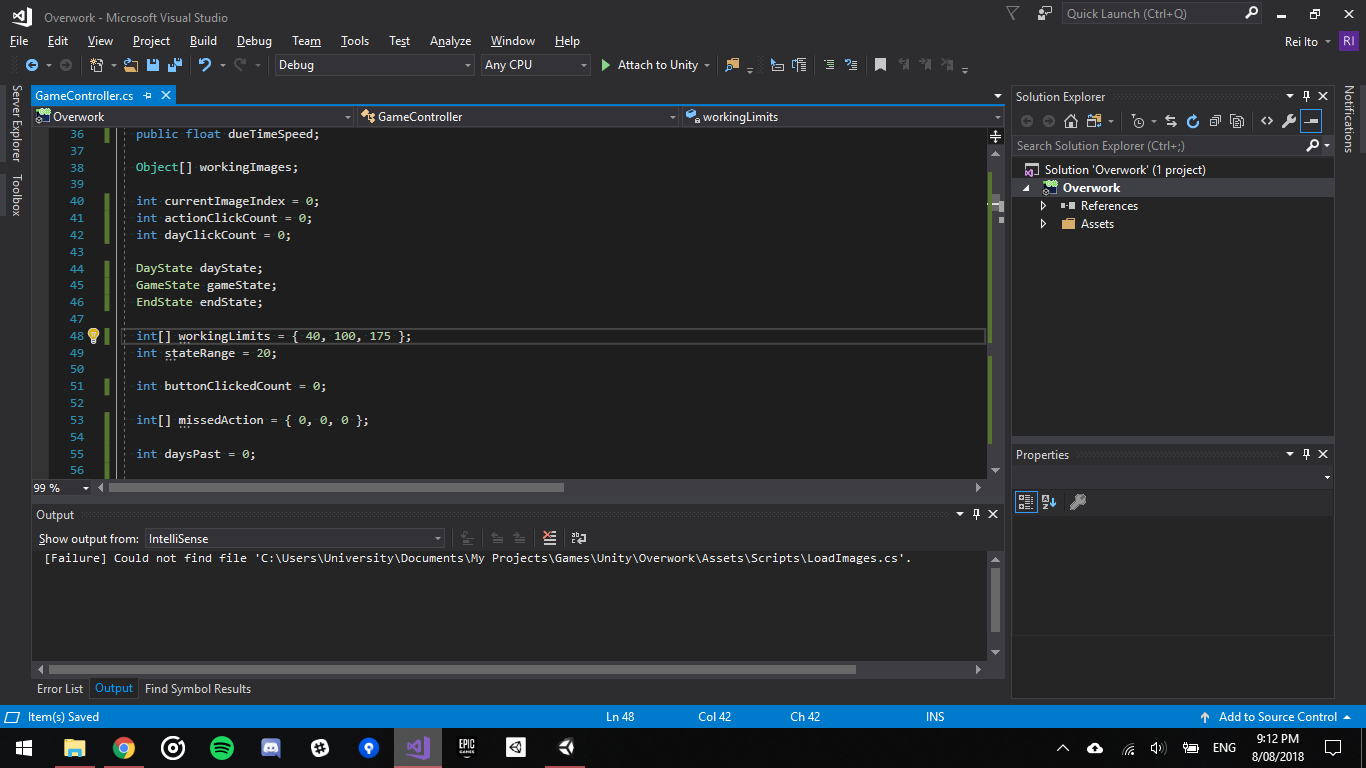 Overwork - Microsoft Visual Studio
Quick Launch (Ctrl+Q)
File Edit View Project Build Debug Team Tools Test Analyze Window Help
Rei Ito RI
Debug Any CPU Attach to Unity
Server Explorer
Toolbox
GameController.cs
Overwork GameController workingLimits
36 public float dueTimeSpeed;
37
38 Object[] workingImages;
39
40 int currentImageIndex = 0;
41 int actionClickCount = 0;
42 int dayClickCount = 0;
43
44 DayState dayState;
45 GameState gameState;
46 EndState endState;
47
48 int[] workingLimits = { 40, 100, 175 };
49 int stateRange = 20;
50
51 int buttonClickedCount = 0;
52
53 int[] missedAction = { 0, 0, 0 };
54
55 int daysPast = 0;
56
99 %
Output
Show output from: IntelliSense
[Failure] Could not find file 'C:\Users\University\Documents\My Projects\Games\Unity\Overwork\Assets\Scripts\LoadImages.cs'.
Error List Output Find Symbol Results
Solution Explorer
Search Solution Explorer (Ctrl+;)
Solution 'Overwork' (1 project)
Overwork
References
Assets
Properties
Notifications
Item(s) Saved Ln 48 Col 42 Ch 42 INS Add to Source Control
EPIC GAMES
ENG
9:12 PM
8/08/2018